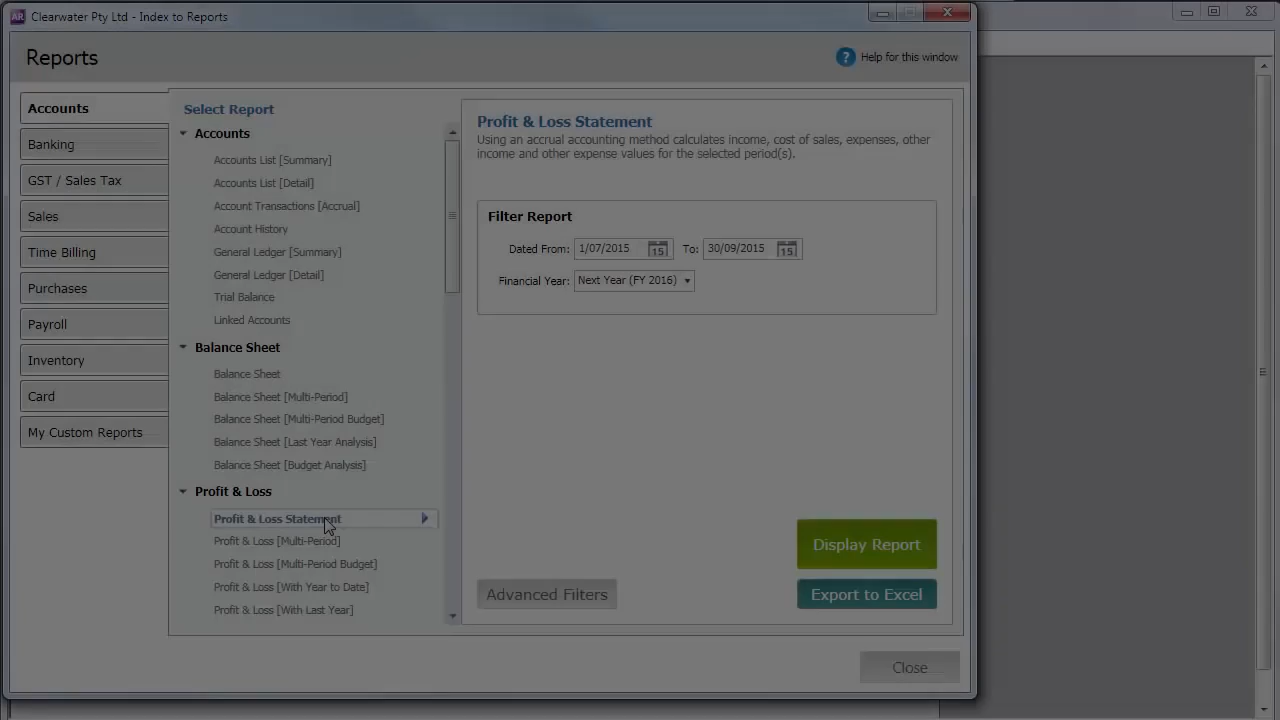 AR Clearwater Pty Ltd - Index to Reports
Reports
? Help for this window
Accounts
Banking
GST / Sales Tax
Sales
Time Billing
Purchases
Payroll
Inventory
Card
My Custom Reports
Select Report
Accounts
Accounts List [Summary]
Accounts List [Detail]
Account Transactions [Accrual]
Account History
General Ledger [Summary]
General Ledger [Detail]
Trial Balance
Linked Accounts
Balance Sheet
Balance Sheet
Balance Sheet [Multi-Period]
Balance Sheet [Multi-Period Budget]
Balance Sheet [Last Year Analysis]
Balance Sheet [Budget Analysis]
Profit & Loss
Profit & Loss Statement
Profit & Loss [Multi-Period]
Profit & Loss [Multi-Period Budget]
Profit & Loss [With Year to Date]
Profit & Loss [With Last Year]
Profit & Loss Statement
Using an accrual accounting method calculates income, cost of sales, expenses, other
income and other expense values for the selected period(s).
Filter Report
Dated From: 1/07/2015 15 To: 30/09/2015 15
Financial Year: Next Year (FY 2016)
Display Report
Advanced Filters Export to Excel
Close